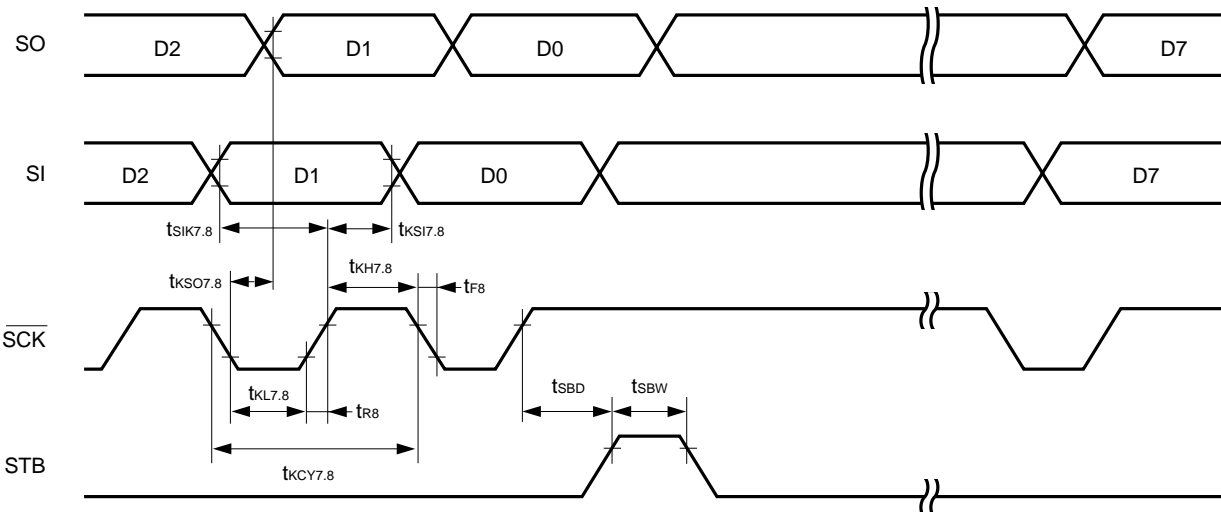 SO
D2
D1
D0
D7
SI
D2
D1
D0
D7
tSIK7.8
tKSI7.8
tKSO7.8
tKH7.8
tF8
SCK
tKL7.8
tR8
tSBD
tSBW
tKCY7.8
STB